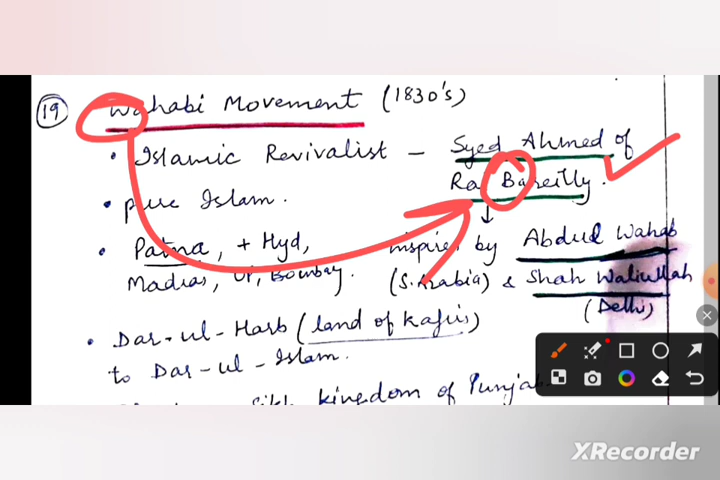 19 Wahabi Movement (1830's)
• Islamic Revivalist – Syed Ahmed of
Rai Bareilly.
• pure Islam.
• Patna, + Hyd, inspired by Abdul Wahab
Madras, UP, Bombay. (S. Arabia) & Shah Waliullah
(Delhi)
• Dar-ul-Harb (land of Kafirs)
to Dar-ul-Islam.
Sikh kingdom of Punjab
XRecorder